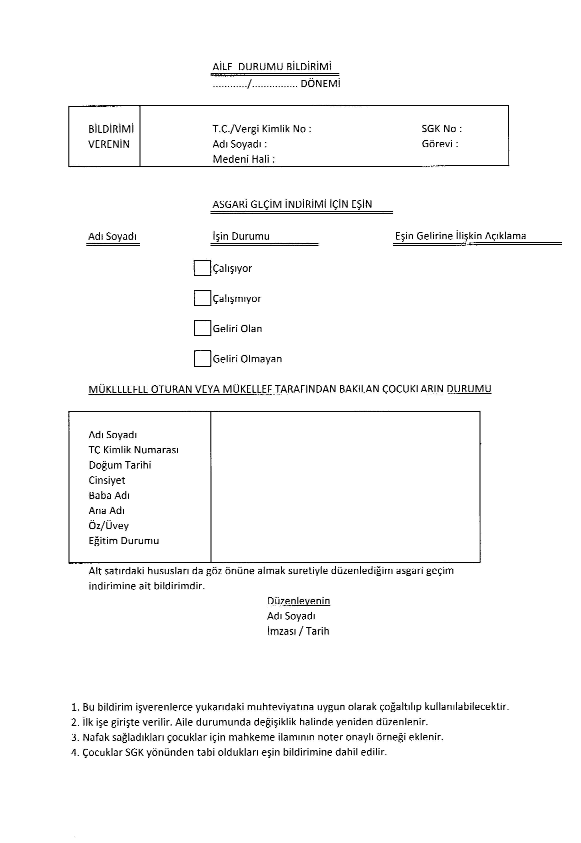 AİLE DURUMU BİLDİRİMİ
............/................ DÖNEMİ
BİLDİRİMİ VERENİN
T.C./Vergi Kimlik No : SGK No :
Adı Soyadı : Görevi :
Medeni Hali :
ASGARİ GEÇİM İNDİRİMİ İÇİN EŞİN
Adı Soyadı İşin Durumu Eşin Gelirine İlişkin Açıklama
Çalışıyor
Çalışmıyor
Geliri Olan
Geliri Olmayan
MÜKELLEFLE OTURAN VEYA MÜKELLEF TARAFINDAN BAKILAN ÇOCUKLARIN DURUMU
Adı Soyadı
TC Kimlik Numarası
Doğum Tarihi
Cinsiyet
Baba Adı
Ana Adı
Öz/Üvey
Eğitim Durumu
Alt satırdaki hususları da göz önüne almak suretiyle düzenlediğim asgari geçim
indirimine ait bildirimdir.
Düzenleyenin
Adı Soyadı
İmzası / Tarih
1. Bu bildirim işverenlerce yukarıdaki muhteviyatına uygun olarak çoğaltılıp kullanılabilecektir.
2. İlk işe girişte verilir. Aile durumunda değişiklik halinde yeniden düzenlenir.
3. Nafak sağladıkları çocuklar için mahkeme ilamının noter onaylı örneği eklenir.
4. Çocuklar SGK yönünden tabi oldukları eşin bildirimine dahil edilir.